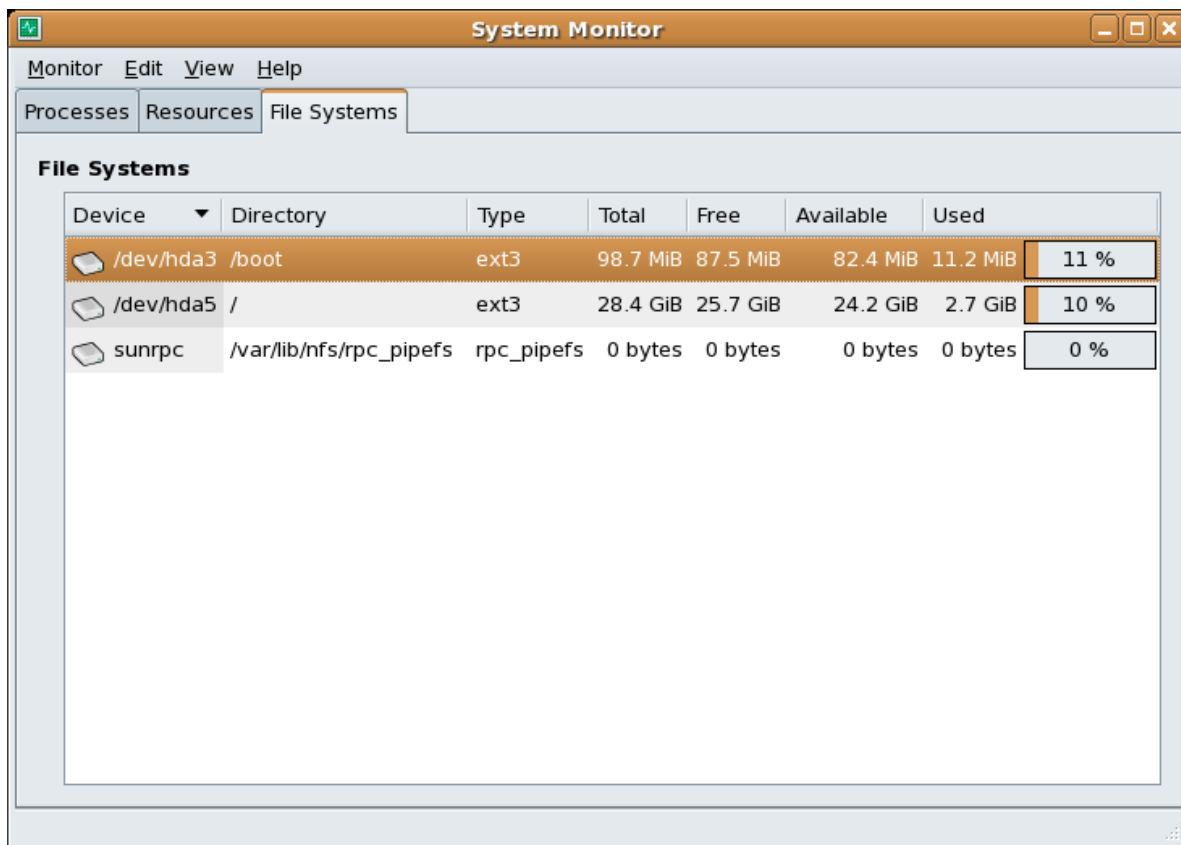 System Monitor
Monitor Edit View Help
Processes Resources File Systems
File Systems
Device Directory Type Total Free Available Used
/dev/hda3 /boot ext3 98.7 MiB 87.5 MiB 82.4 MiB 11.2 MiB 11 %
/dev/hda5 / ext3 28.4 GiB 25.7 GiB 24.2 GiB 2.7 GiB 10 %
sunrpc /var/lib/nfs/rpc_pipefs rpc_pipefs 0 bytes 0 bytes 0 bytes 0 bytes 0 %